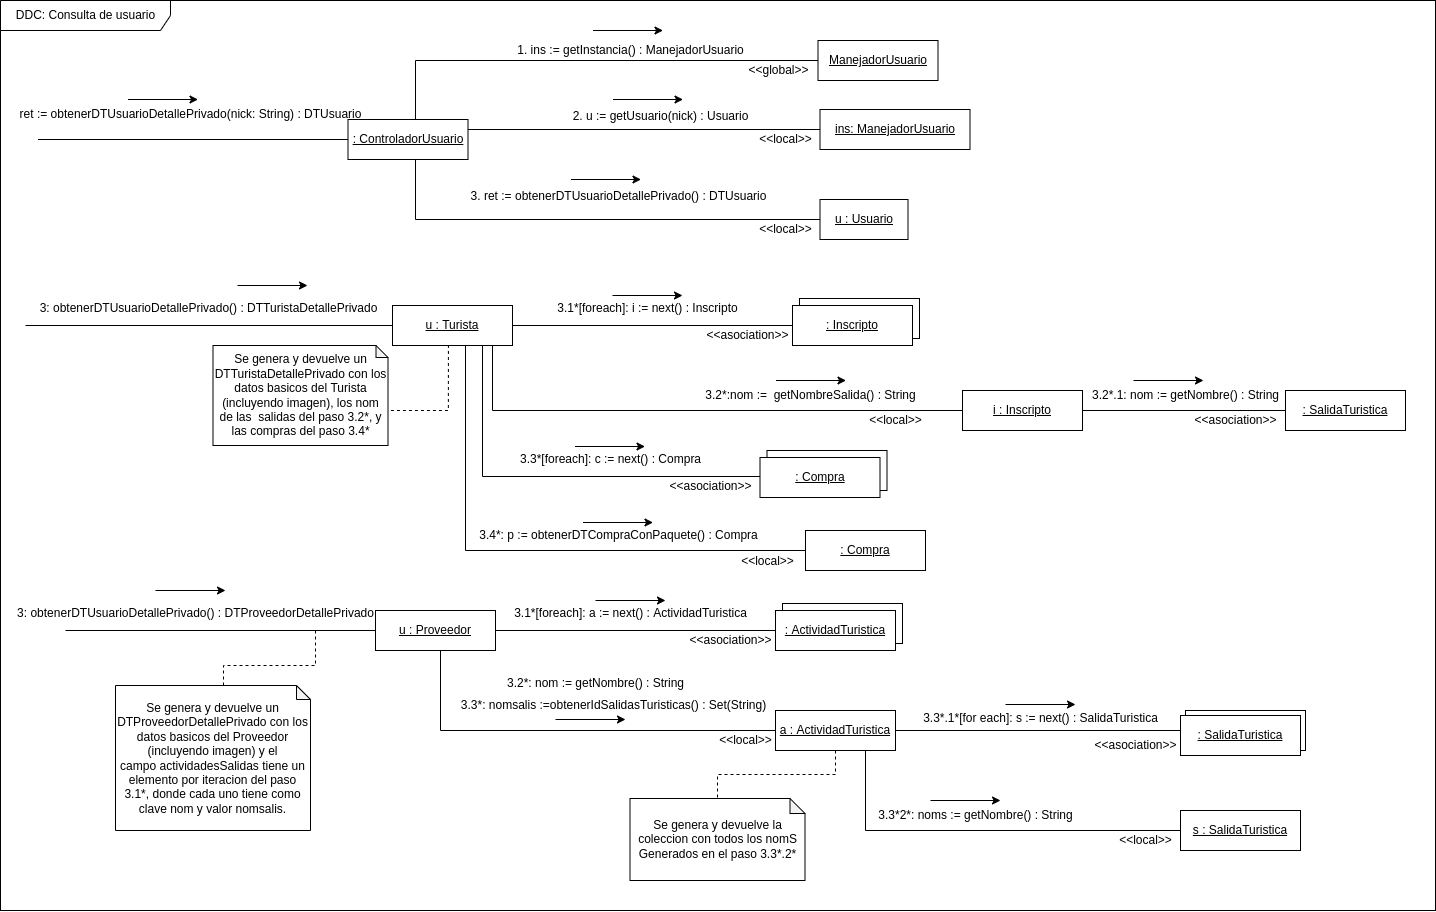 DDC: Consulta de usuario
1. ins := getInstancia() : ManejadorUsuario
ManejadorUsuario
<<global>>
ret := obtenerDTUsuarioDetallePrivado(nick: String) : DTUsuario
: ControladorUsuario
2. u := getUsuario(nick) : Usuario
ins: ManejadorUsuario
<<local>>
3. ret := obtenerDTUsuarioDetallePrivado() : DTUsuario
u : Usuario
<<local>>
3: obtenerDTUsuarioDetallePrivado() : DTTuristaDetallePrivado
u : Turista
3.1*[foreach]: i := next() : Inscripto
: Inscripto
<<asociation>>
Se genera y devuelve un
DTTuristaDetallePrivado con los
datos basicos del Turista
(incluyendo imagen), los nom
de las  salidas del paso 3.2*, y
las compras del paso 3.4*
3.2*:nom :=  getNombreSalida() : String
<<local>>
i : Inscripto
3.2*.1: nom := getNombre() : String
<<asociation>>
: SalidaTuristica
3.3*[foreach]: c := next() : Compra
<<asociation>>
: Compra
3.4*: p := obtenerDTCompraConPaquete() : Compra
<<local>>
: Compra
3: obtenerDTUsuarioDetallePrivado() : DTProveedorDetallePrivado
u : Proveedor
3.1*[foreach]: a := next() : ActividadTuristica
<<asociation>>
: ActividadTuristica
Se genera y devuelve un
DTProveedorDetallePrivado con los
datos basicos del Proveedor
(incluyendo imagen) y el
campo actividadesSalidas tiene un
elemento por iteracion del paso
3.1*, donde cada uno tiene como
clave nom y valor nomsalis.
3.2*: nom := getNombre() : String
3.3*: nomsalis :=obtenerIdSalidasTuristicas() : Set(String)
<<local>>
a : ActividadTuristica
3.3*.1*[for each]: s := next() : SalidaTuristica
<<asociation>>
: SalidaTuristica
Se genera y devuelve la
coleccion con todos los nomS
Generados en el paso 3.3*.2*
3.3*2*: noms := getNombre() : String
<<local>>
s : SalidaTuristica